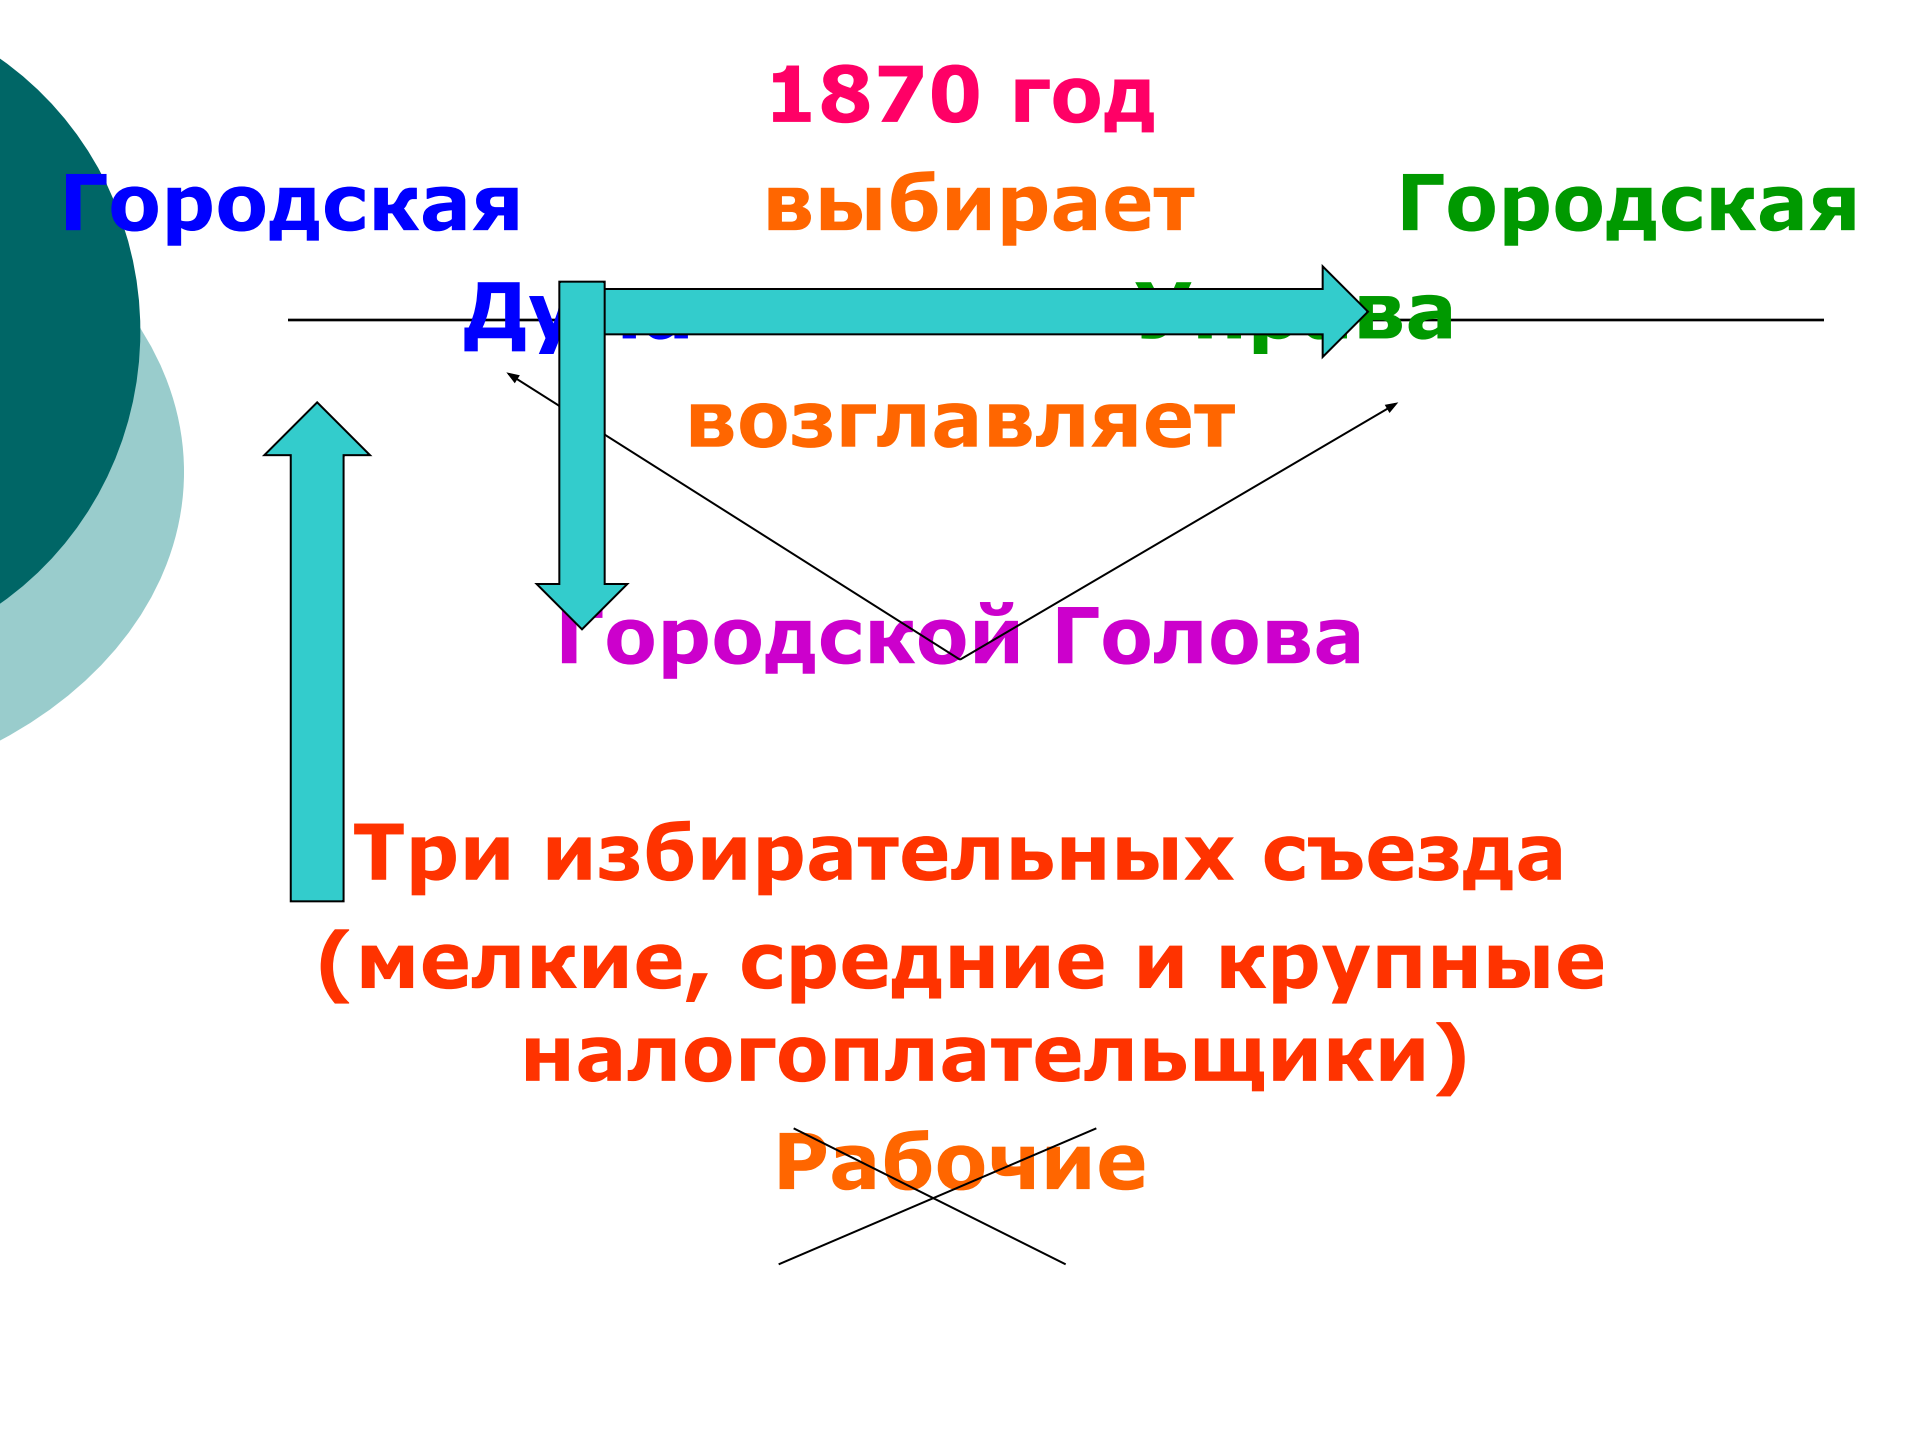 1870 год
Городская выбирает Городская
Дума Управа
возглавляет
Городской Голова
Три избирательных съезда
(мелкие, средние и крупные
налогоплательщики)
Рабочие